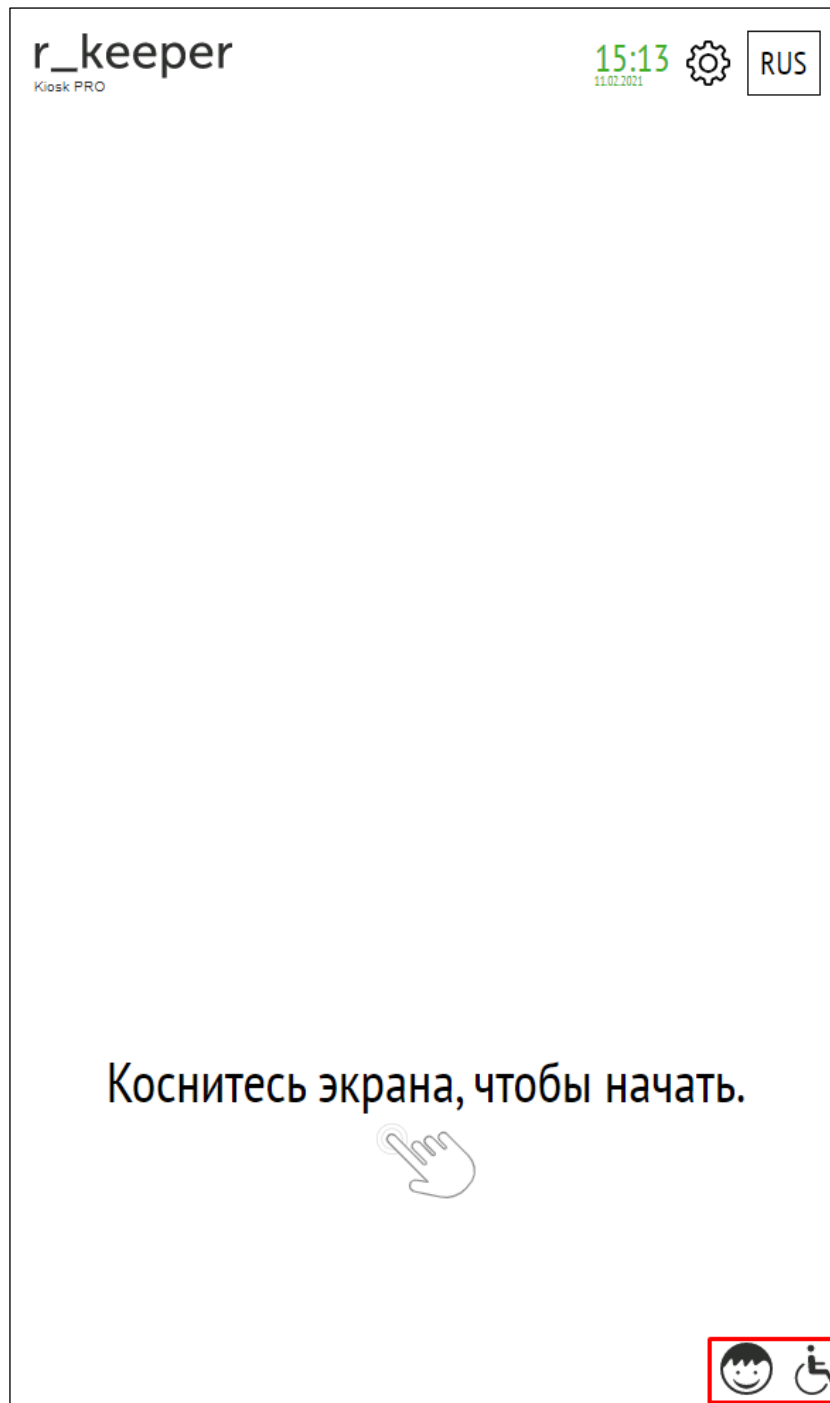 r_keeper
Kiosk PRO
15:13
11.02.2021
RUS
Коснитесь экрана, чтобы начать.